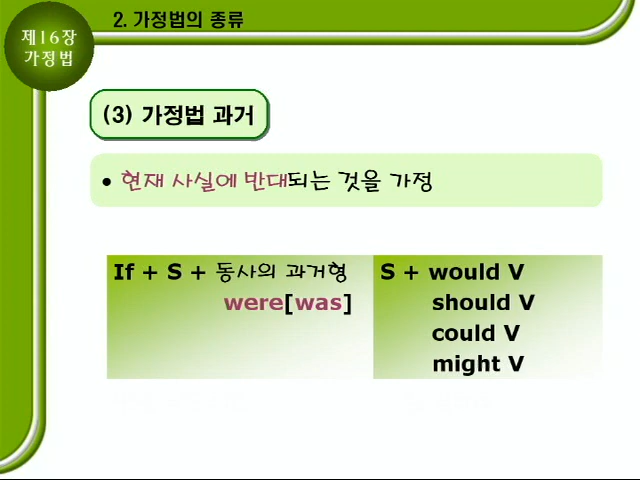 2. 가정법의 종류
제16장
가정법
(3) 가정법 과거
• 현재 사실에 반대되는 것을 가정
If + S + 동사의 과거형
were[was]
S + would V
should V
could V
might V